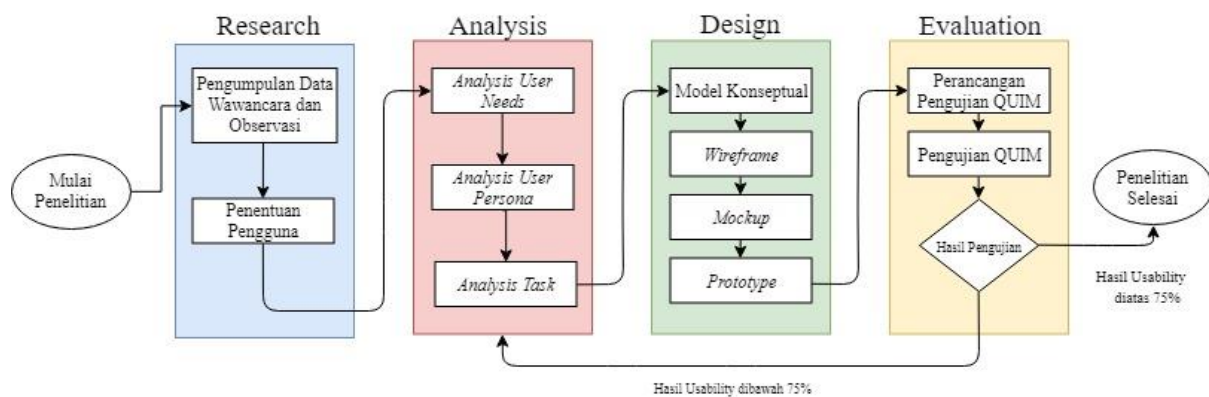 Research
Analysis
Design
Evaluation
Mulai
Penelitian
Pengumpulan Data
Wawancara dan
Observasi
Penentuan
Pengguna
Analysis User
Needs
Analysis User
Persona
Analysis Task
Model Konseptual
Wireframe
Mockup
Prototype
Perancangan
Pengujian QUIM
Pengujian QUIM
Hasil Pengujian
Penelitian
Selesai
Hasil Usability
diatas 75%
Hasil Usability dibawah 75%